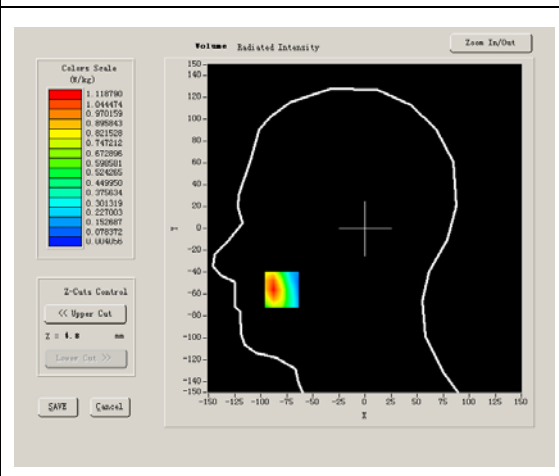 Volume Radiated Intensity
Zoom In/Out
Colors Scale
(W/kg)
1.118790
1.044474
0.970159
0.895843
0.821528
0.747212
0.672896
0.598581
0.524265
0.449950
0.375634
0.301319
0.227003
0.152687
0.078372
0.004056
Z-Cuts Control
<< Upper Cut
Z = 4.0 mm
Lower Cut >>
SAVE
Cancel
150
140
120
100
80
60
40
20
0
-20
-40
-60
-80
-100
-120
-140
-150
Y
-150 -125 -100 -75 -50 -25 0 25 50 75 100 125 150
X